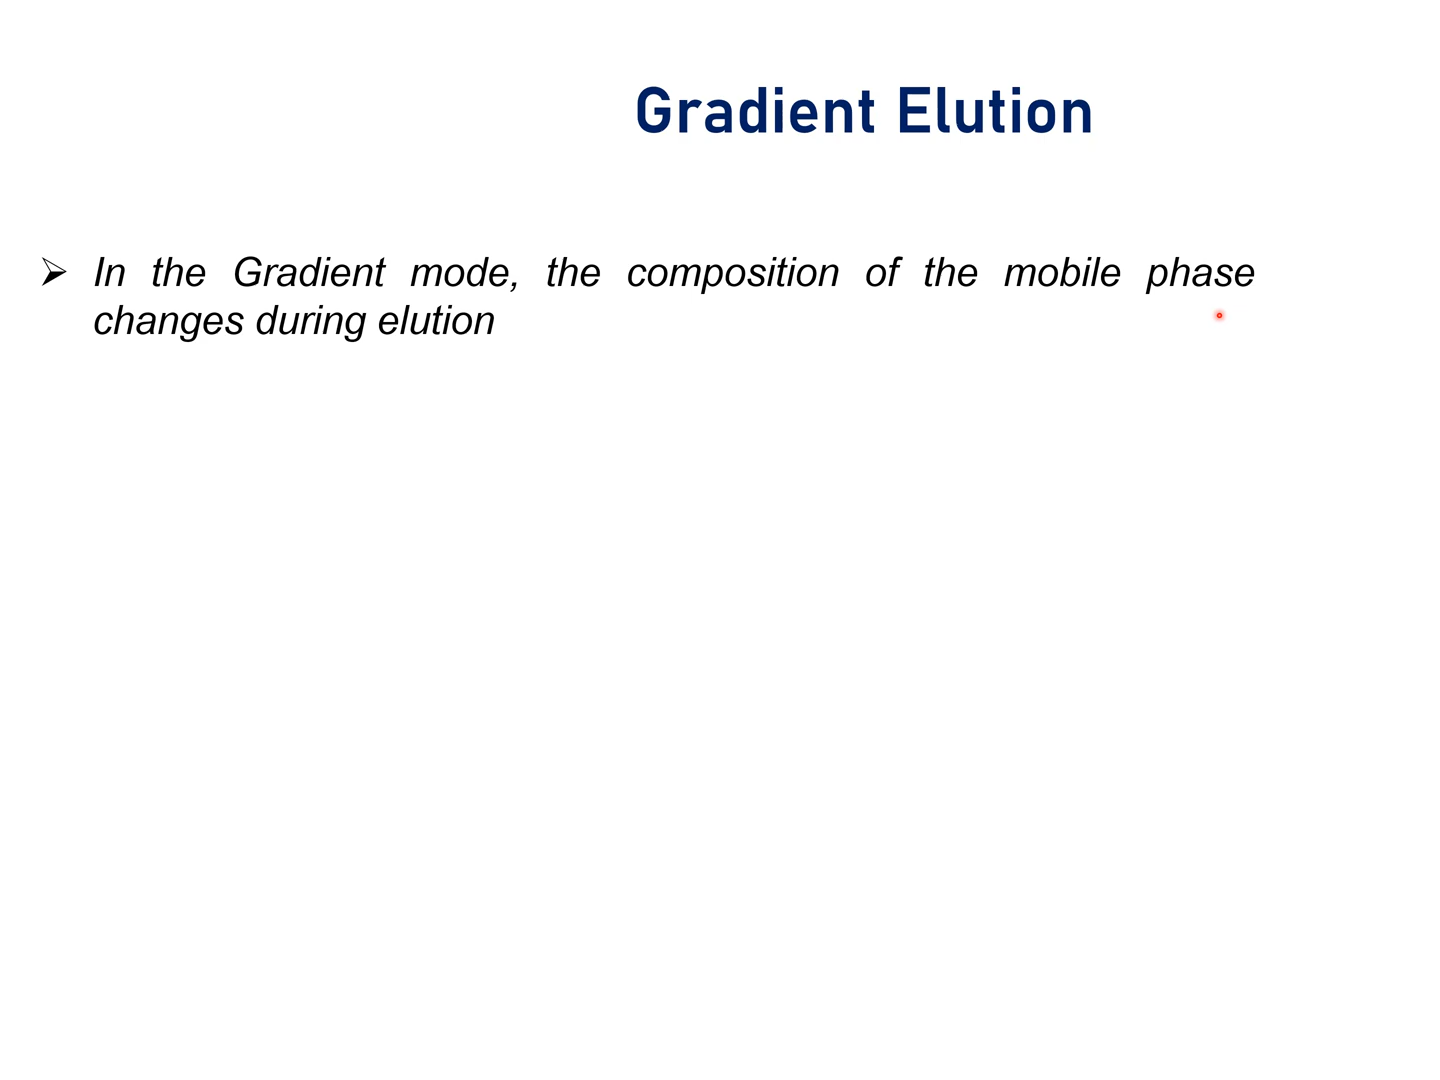 Gradient Elution
➢ In the Gradient mode, the composition of the mobile phase
changes during elution